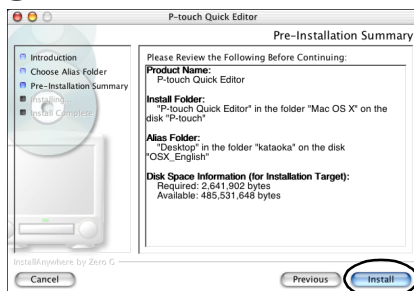 P-touch Quick Editor
Pre-Installation Summary
Introduction
Choose Alias Folder
Pre-Installation Summary
Installing...
Install Complete
Please Review the Following Before Continuing:
Product Name:
P-touch Quick Editor
Install Folder:
"P-touch Quick Editor" in the folder "Mac OS X" on the
disk "P-touch"
Alias Folder:
"Desktop" in the folder "kataoka" on the disk
"OSX_English"
Disk Space Information (for Installation Target):
Required: 2,641,902 bytes
Available: 485,531,648 bytes
InstallAnywhere by Zero G
Cancel
Previous
Install